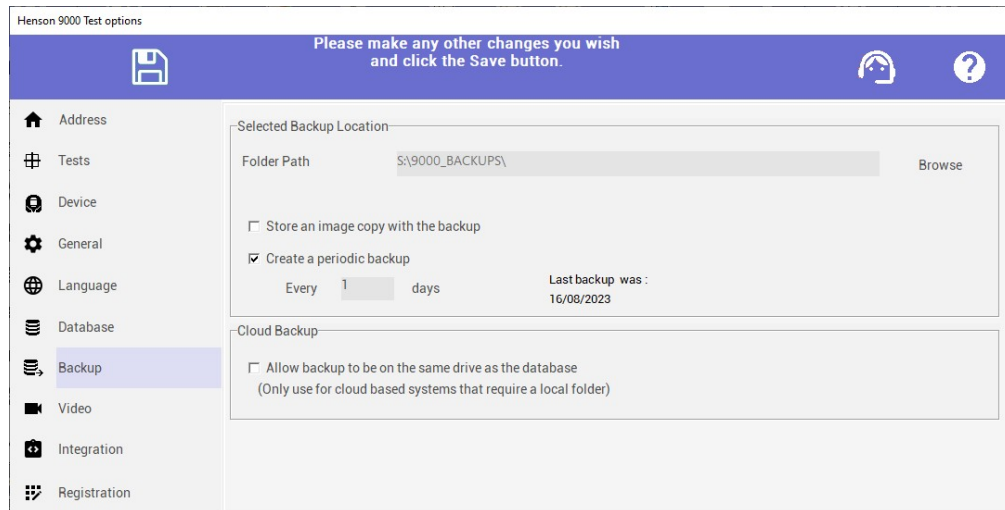 Henson 9000 Test options
Please make any other changes you wish
and click the Save button.
Address
Tests
Device
General
Language
Database
Backup
Video
Integration
Registration
Selected Backup Location
Folder Path S:\9000_BACKUPS\ Browse
Store an image copy with the backup
Create a periodic backup
Every 1 days
Last backup was :
16/08/2023
Cloud Backup
Allow backup to be on the same drive as the database
(Only use for cloud based systems that require a local folder)